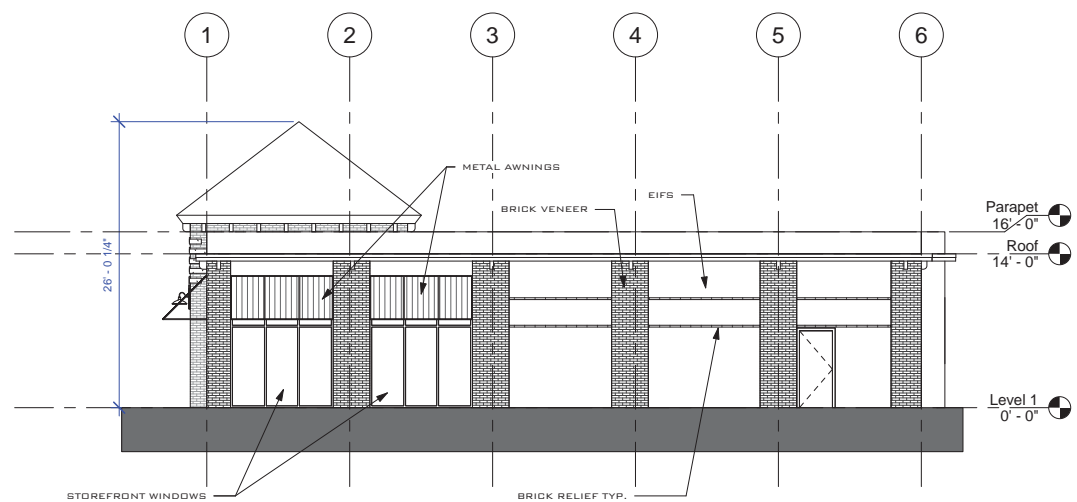 1
2
3
4
5
6
METAL AWNINGS
EIFS
BRICK VENEER
Parapet
16' - 0"
Roof
14' - 0"
26' - 0 1/4"
Level 1
0' - 0"
STOREFRONT WINDOWS
BRICK RELIEF TYP.